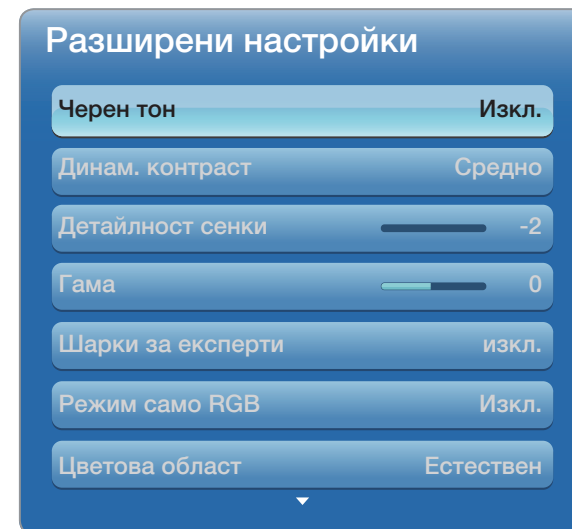 Разширени настройки
Черен тон Изкл.
Динам. контраст Средно
Детайлност сенки -2
Гама 0
Шарки за експерти изкл.
Режим само RGB Изкл.
Цветова област Естествен